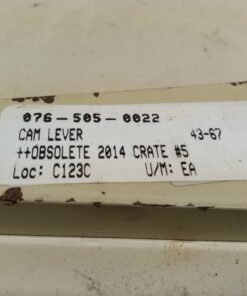 076-505-0022
CAM LEVER 43-67
++OBSOLETE 2014 CRATE #5
Loc: C123C U/M: EA